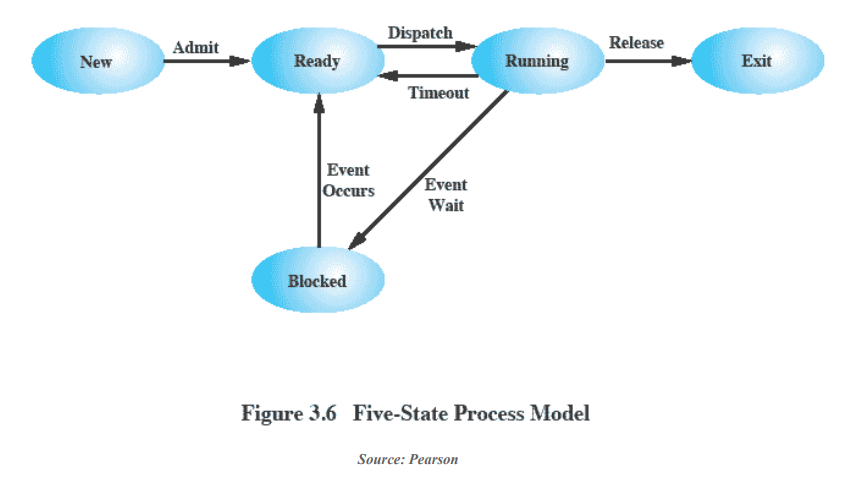 New
Admit
Ready
Dispatch
Timeout
Running
Release
Exit
Event
Occurs
Event
Wait
Blocked
Figure 3.6 Five-State Process Model
Source: Pearson